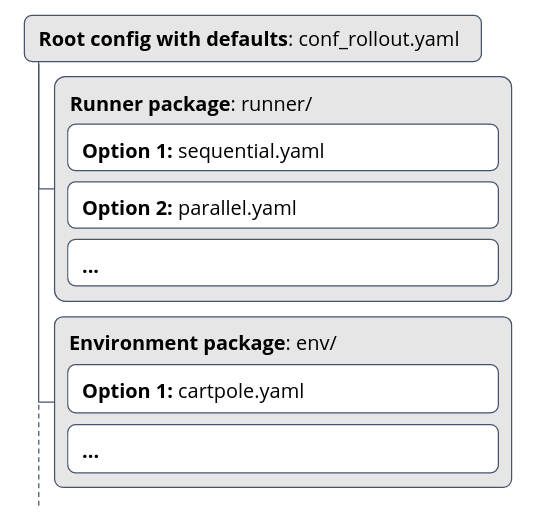 Root config with defaults: conf_rollout.yaml
Runner package: runner/
Option 1: sequential.yaml
Option 2: parallel.yaml
...
Environment package: env/
Option 1: cartpole.yaml
...